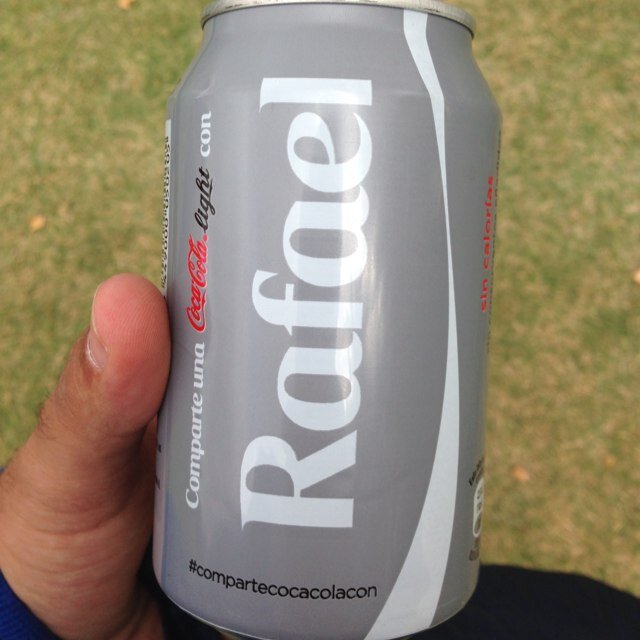 Comparte una Coca-Cola light con
Rafael
#compartecocacolacon
sin calorías